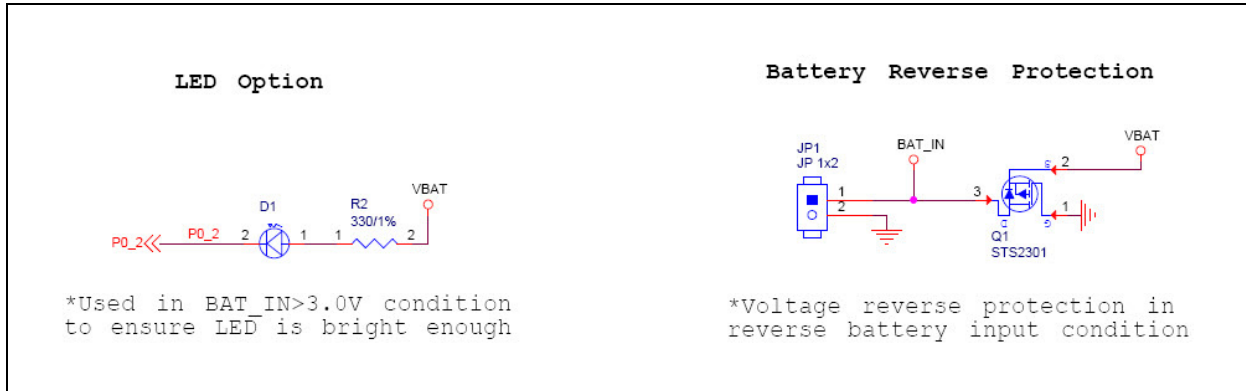 LED Option
Battery Reverse Protection
VBAT
D1
R2
330/1%
P0_2
P0_2
2
1
1
2
*Used in BAT_IN>3.0V condition
to ensure LED is bright enough
JP1
JP 1x2
BAT_IN
VBAT
1
2
3
S
2
D
G
1
Q1
STS2301
*Voltage reverse protection in
reverse battery input condition